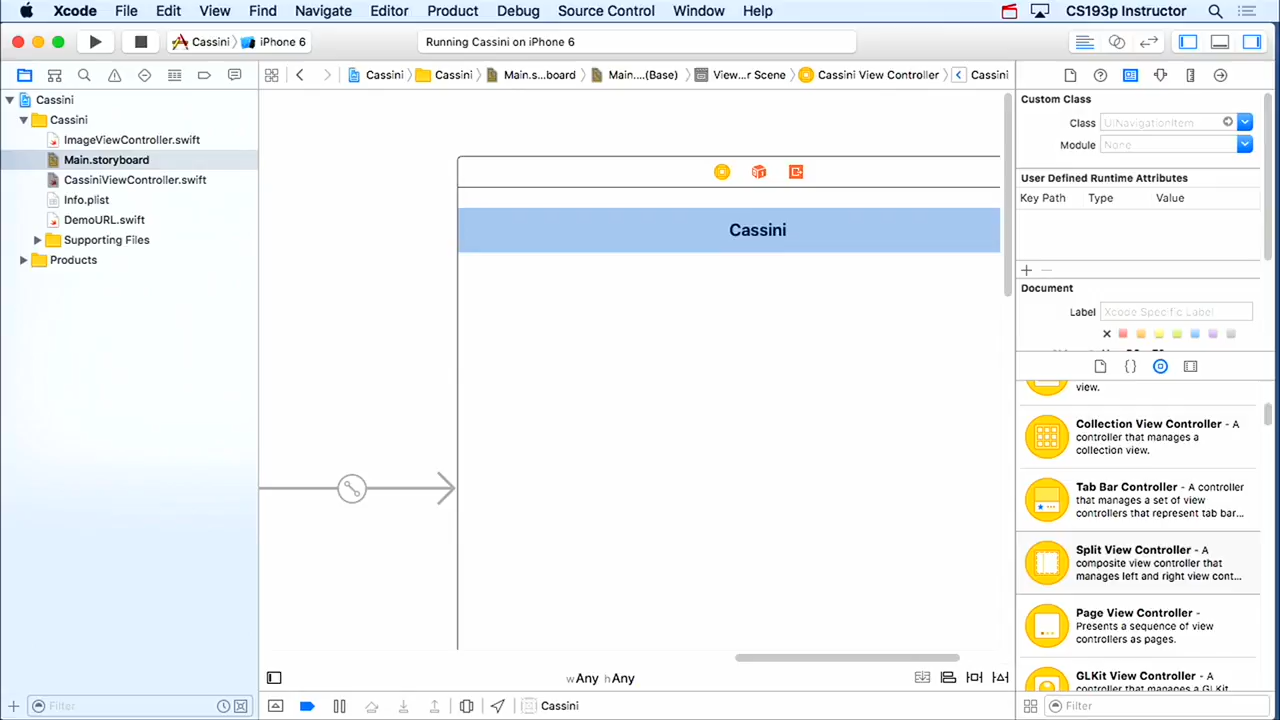 Xcode File Edit View Find Navigate Editor Product Debug Source Control Window Help CS193p Instructor
Cassini iPhone 6 Running Cassini on iPhone 6
Cassini Cassini Main.s...board Main....(Base) View...r Scene Cassini View Controller Cassini
Cassini
Cassini
ImageViewController.swift
Main.storyboard
CassiniViewController.swift
Info.plist
DemoURL.swift
Supporting Files
Products
Filter
Cassini
wAny hAny
Cassini
Custom Class
Class UINavigationItem
Module None
User Defined Runtime Attributes
Key Path Type Value
Document
Label Xcode Specific Label
view.
Collection View Controller - A
controller that manages a
collection view.
Tab Bar Controller - A controller
that manages a set of view
controllers that represent tab bar...
Split View Controller - A
composite view controller that
manages left and right view cont...
Page View Controller -
Presents a sequence of view
controllers as pages.
GLKit View Controller - A
controller that manages a GLKit
Filter